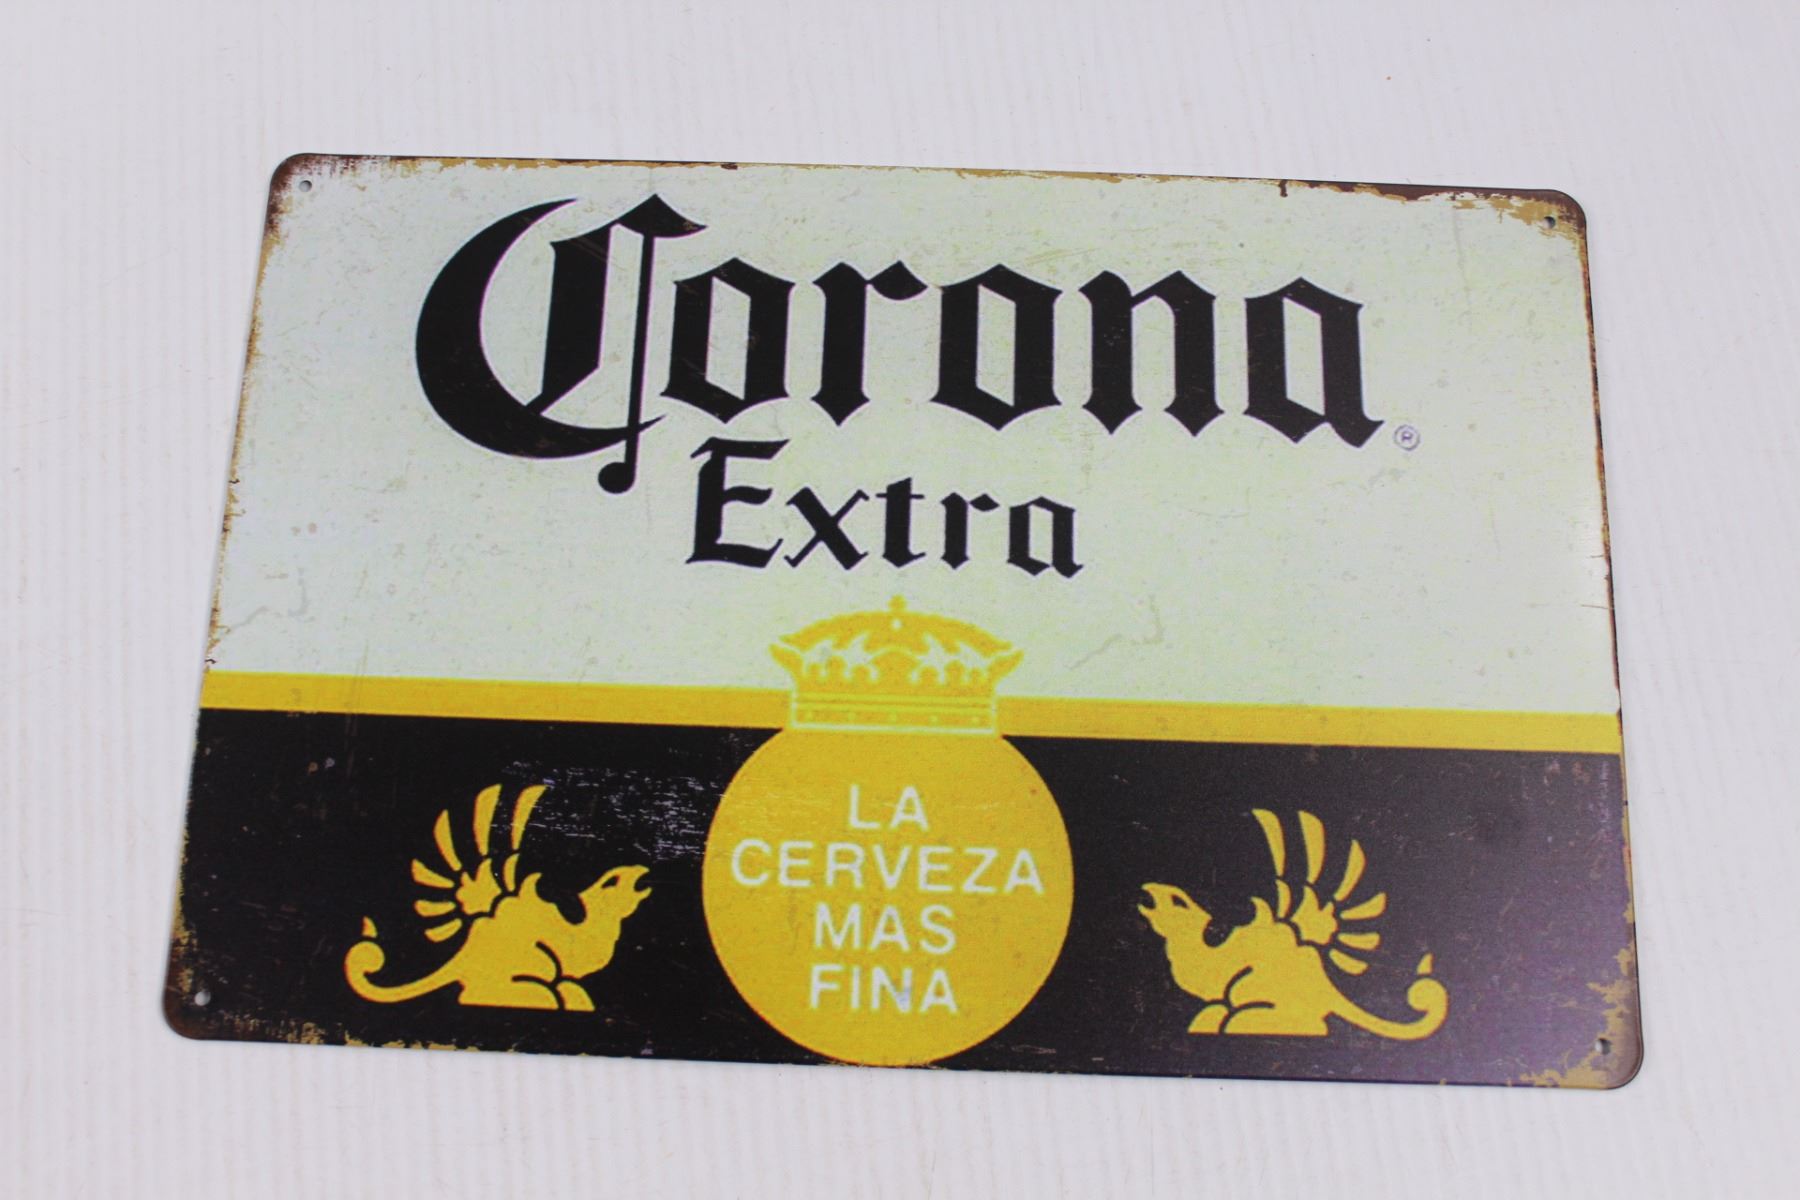 Corona ®
Extra
LA
CERVEZA
MAS
FINA